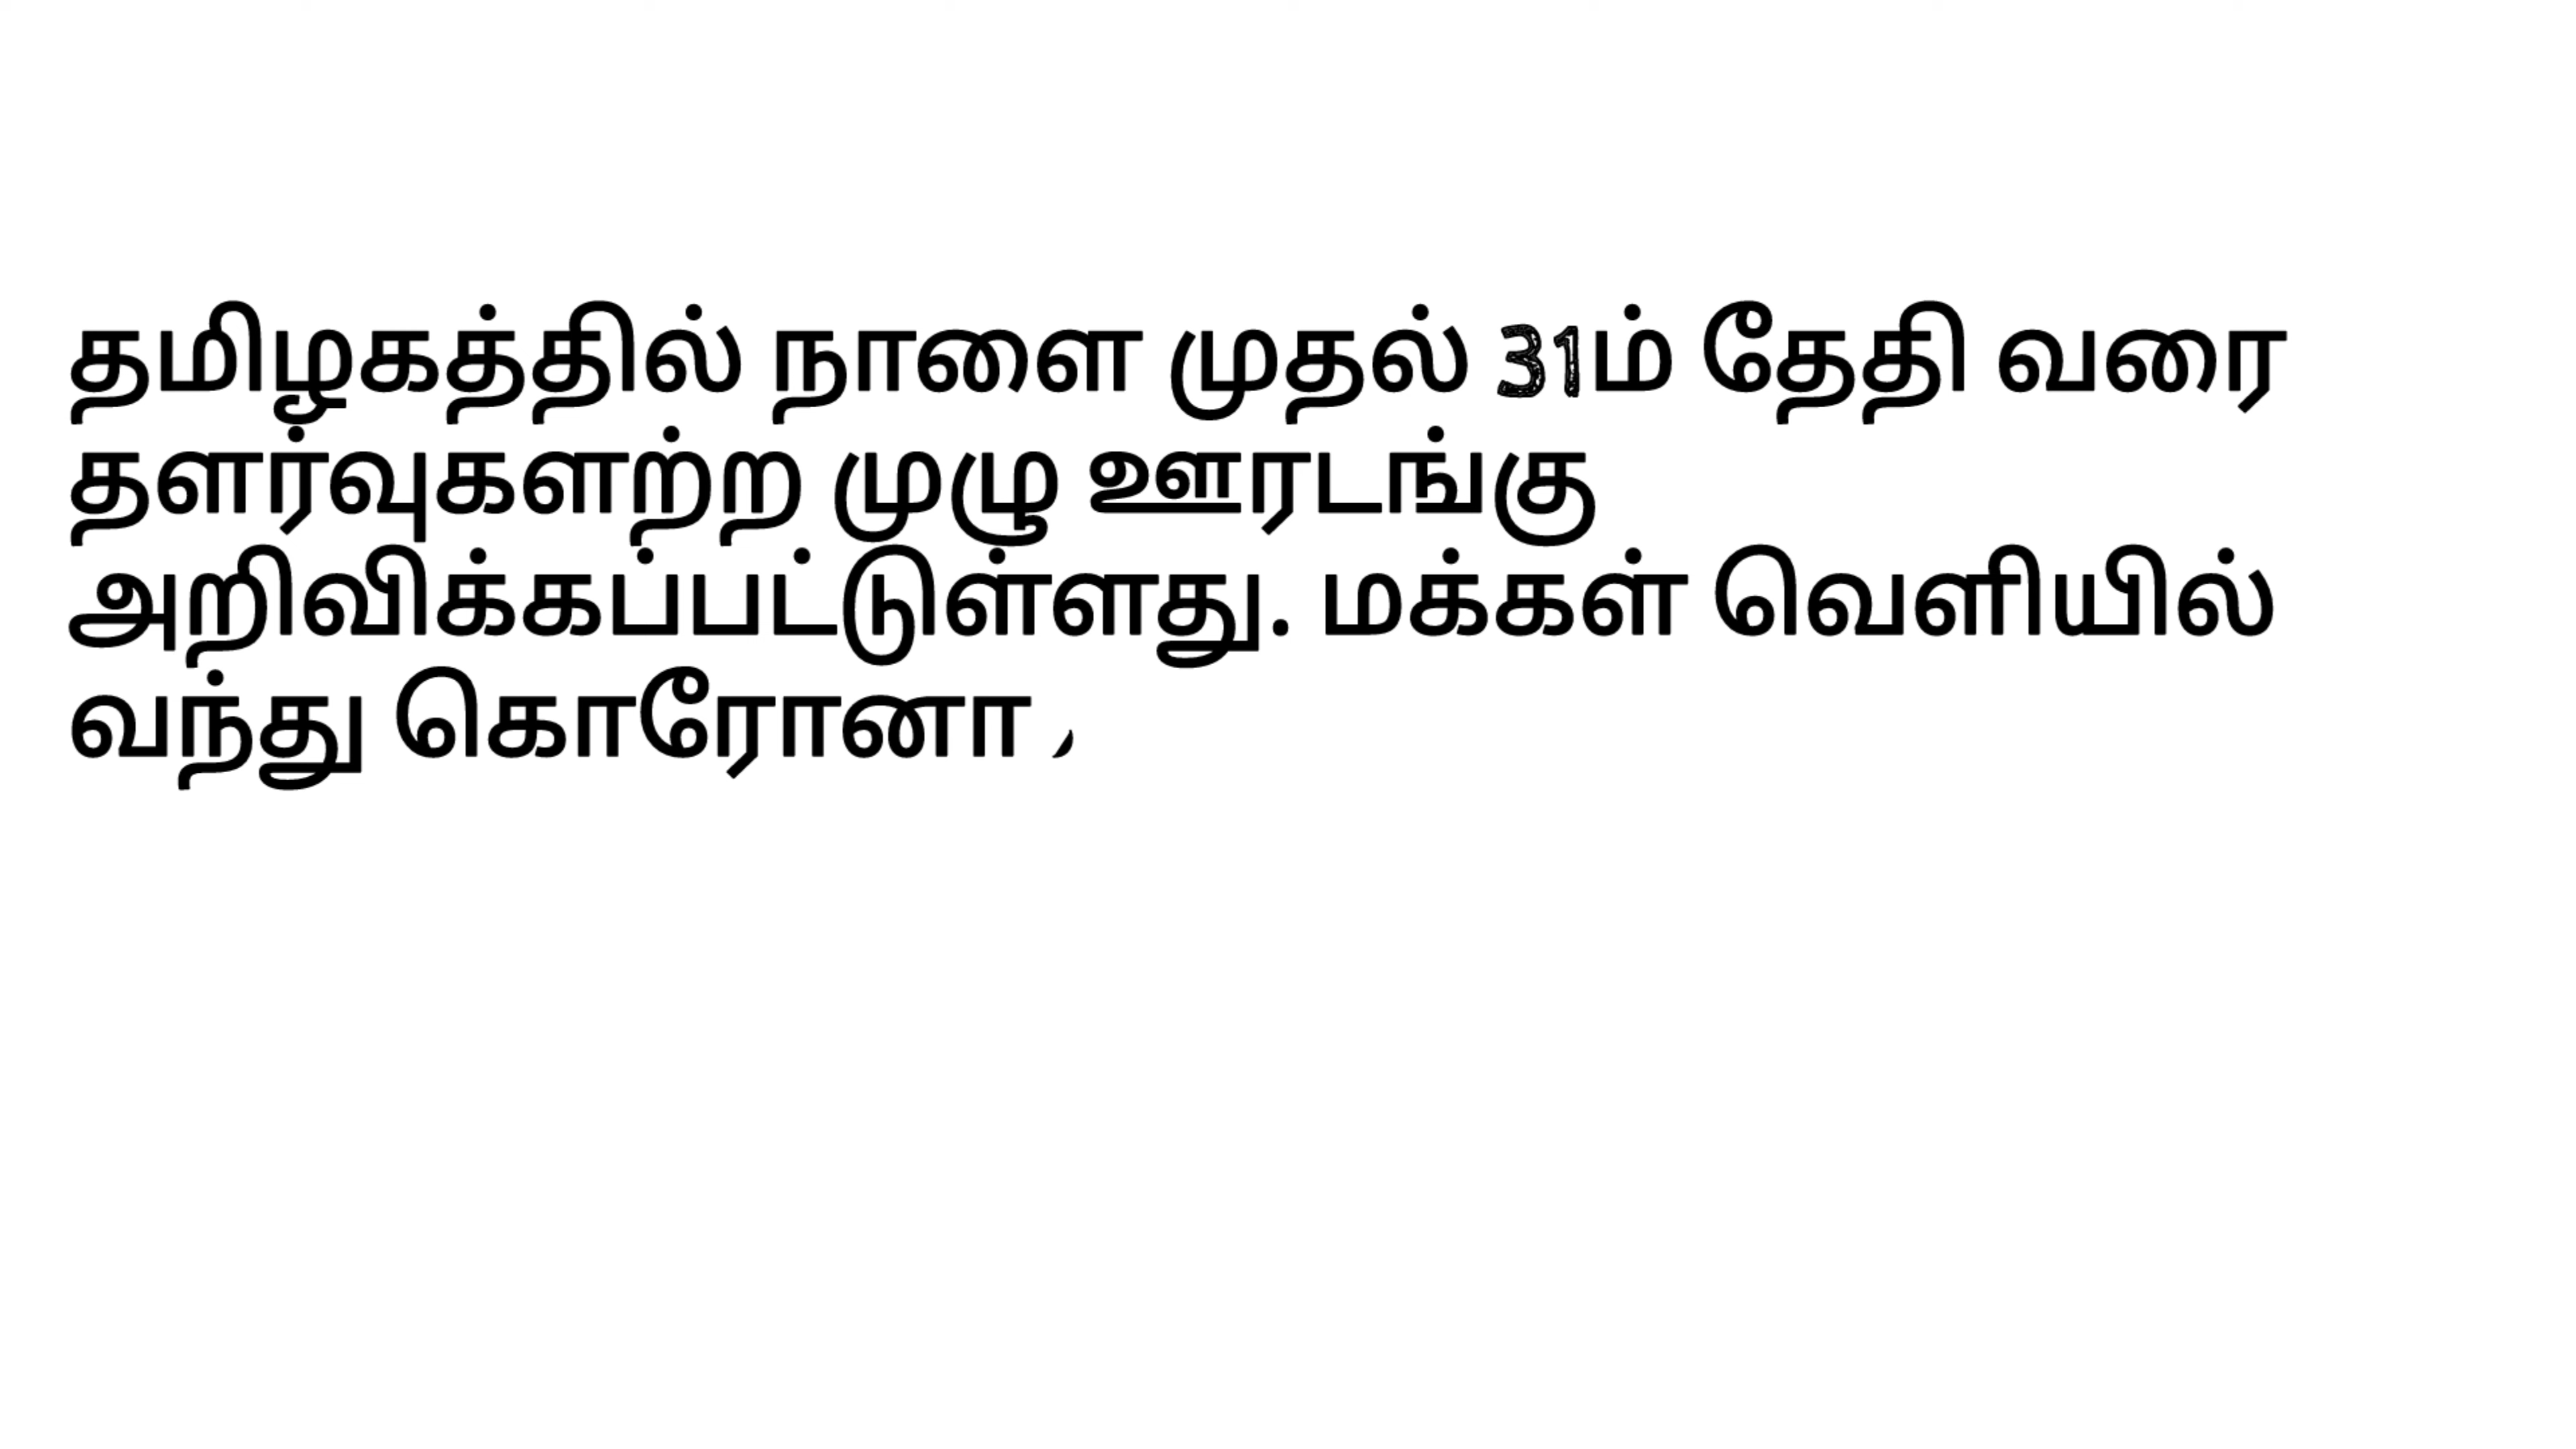 தமிழகத்தில் நாளை முதல் 31ம் தேதி வரை
தளர்வுகளற்ற முழு ஊரடங்கு
அறிவிக்கப்பட்டுள்ளது. மக்கள் வெளியில்
வந்து கொரோனா